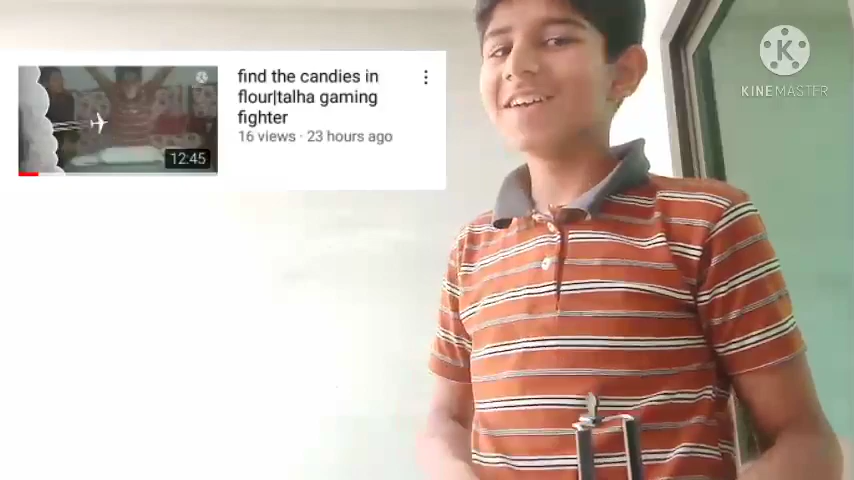 find the candies in
flour|talha gaming
fighter
16 views · 23 hours ago
12:45
K
KINEMASTER